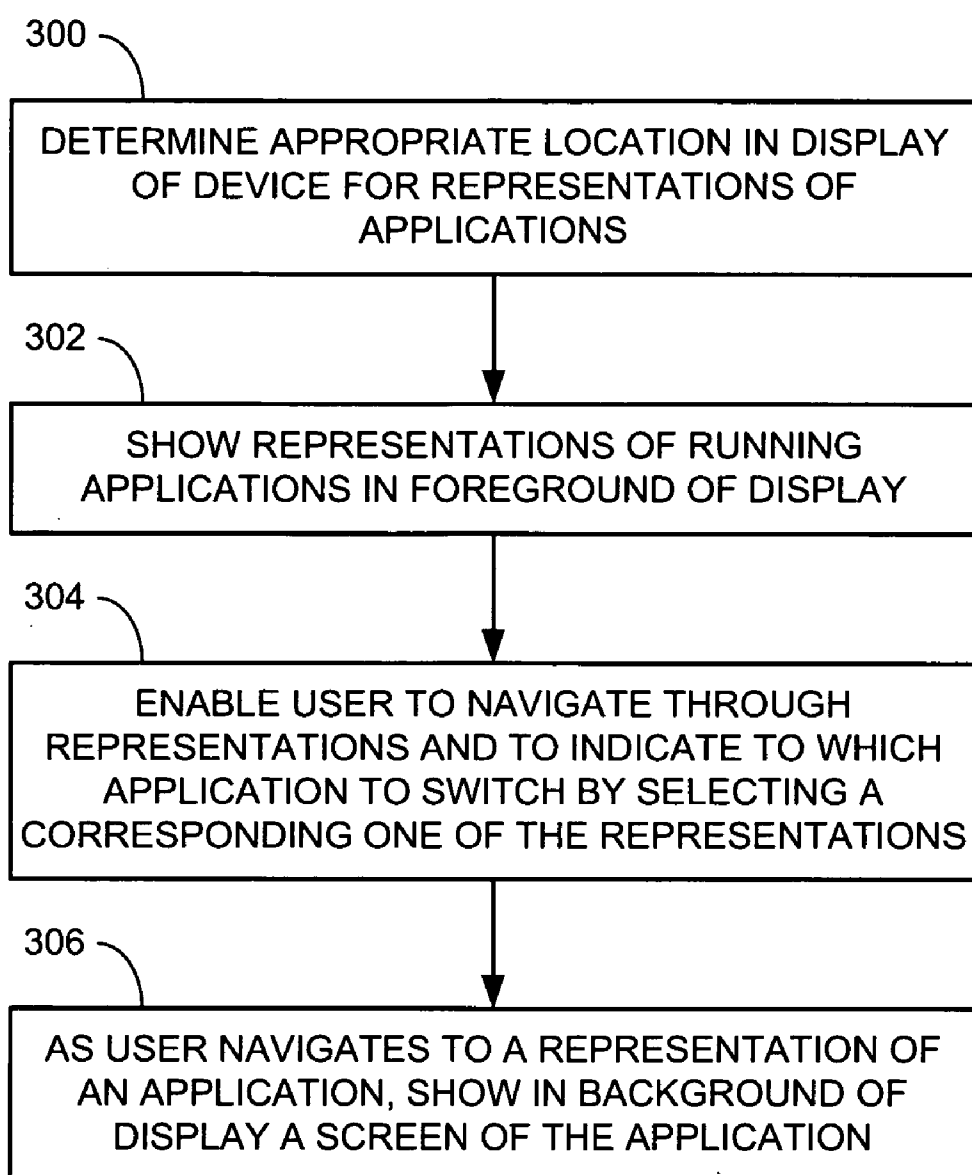 300
DETERMINE APPROPRIATE LOCATION IN DISPLAY
OF DEVICE FOR REPRESENTATIONS OF
APPLICATIONS
302
SHOW REPRESENTATIONS OF RUNNING
APPLICATIONS IN FOREGROUND OF DISPLAY
304
ENABLE USER TO NAVIGATE THROUGH
REPRESENTATIONS AND TO INDICATE TO WHICH
APPLICATION TO SWITCH BY SELECTING A
CORRESPONDING ONE OF THE REPRESENTATIONS
306
AS USER NAVIGATES TO A REPRESENTATION OF
AN APPLICATION, SHOW IN BACKGROUND OF
DISPLAY A SCREEN OF THE APPLICATION